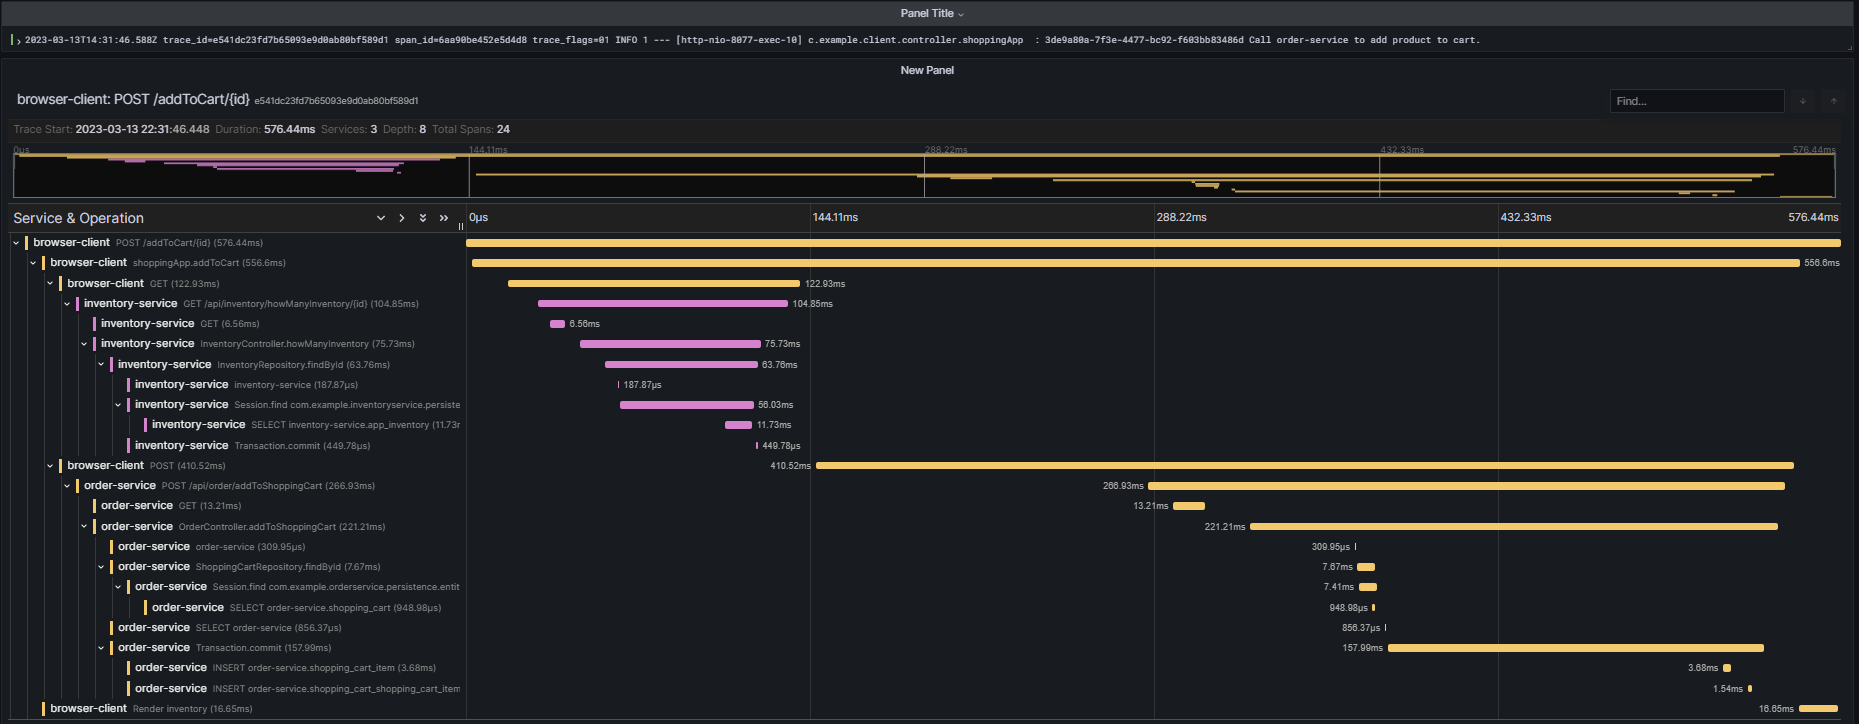 Panel Title
2023-03-13T14:31:46.588Z trace_id=e541dc23fd7b65093e9d0ab80bf589d1 span_id=6aa90be452e5d4d8 trace_flags=01 INFO 1 --- [http-nio-8077-exec-10] c.example.client.controller.shoppingApp : 3de9a80a-7f3e-4477-bc92-f603bb83486d Call order-service to add product to cart.
New Panel
browser-client: POST /addToCart/{id} e541dc23fd7b65093e9d0ab80bf589d1
Find...
Trace Start: 2023-03-13 22:31:46.448 Duration: 576.44ms Services: 3 Depth: 8 Total Spans: 24
0μs 144.11ms 288.22ms 432.33ms 576.44ms
Service & Operation 0μs 144.11ms 288.22ms 432.33ms 576.44ms
browser-client POST /addToCart/{id} (576.44ms)
browser-client shoppingApp.addToCart (556.6ms) 556.6ms
browser-client GET (122.93ms) 122.93ms
inventory-service GET /api/inventory/howManyInventory/{id} (104.85ms) 104.85ms
inventory-service GET (6.56ms) 6.56ms
inventory-service InventoryController.howManyInventory (75.73ms) 75.73ms
inventory-service InventoryRepository.findById (63.76ms) 63.76ms
inventory-service inventory-service (187.87μs) 187.87μs
inventory-service Session.find com.example.inventoryservice.persiste 56.03ms
inventory-service SELECT inventory-service.app_inventory (11.73r 11.73ms
inventory-service Transaction.commit (449.78μs) 449.78μs
browser-client POST (410.52ms) 410.52ms
order-service POST /api/order/addToShoppingCart (266.93ms) 266.93ms
order-service GET (13.21ms) 13.21ms
order-service OrderController.addToShoppingCart (221.21ms) 221.21ms
order-service order-service (309.95μs) 309.95μs
order-service ShoppingCartRepository.findById (7.67ms) 7.67ms
order-service Session.find com.example.orderservice.persistence.entit 7.41ms
order-service SELECT order-service.shopping_cart (948.98μs) 948.98μs
order-service SELECT order-service (856.37μs) 856.37μs
order-service Transaction.commit (157.99ms) 157.99ms
order-service INSERT order-service.shopping_cart_item (3.68ms) 3.68ms
order-service INSERT order-service.shopping_cart_shopping_cart_item 1.54ms
browser-client Render inventory (16.65ms) 16.65ms